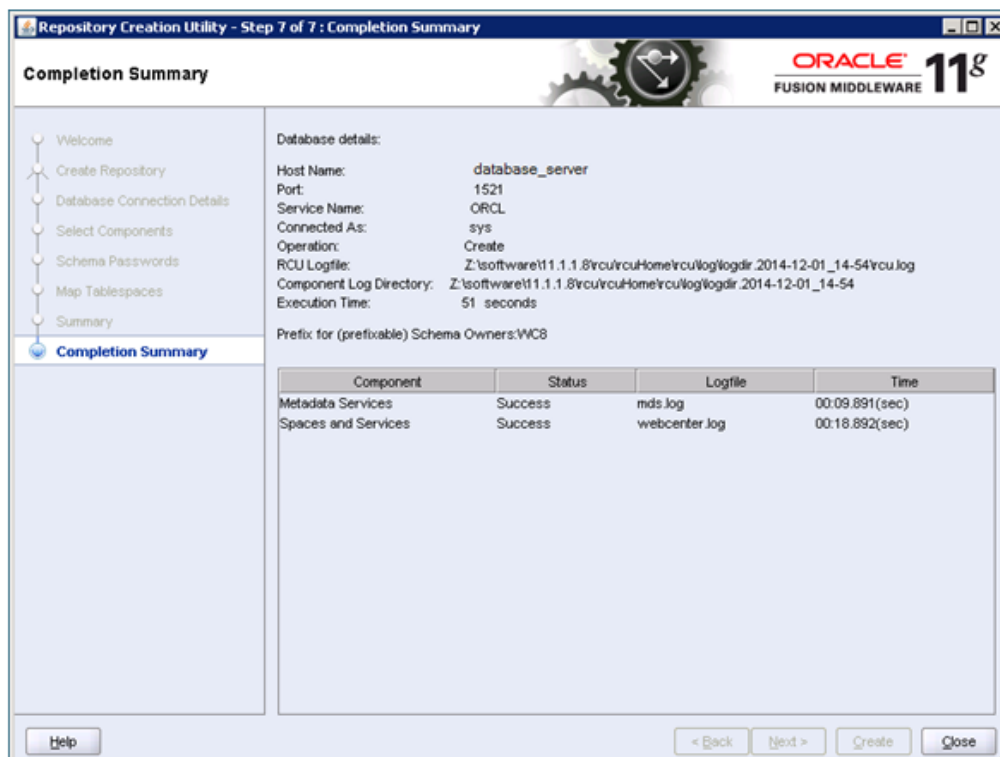 Repository Creation Utility - Step 7 of 7 : Completion Summary
Completion Summary
ORACLE
FUSION MIDDLEWARE
11g
Welcome
Create Repository
Database Connection Details
Select Components
Schema Passwords
Map Tablespaces
Summary
Completion Summary
Database details:
Host Name: database_server
Port: 1521
Service Name: ORCL
Connected As: sys
Operation: Create
RCU Logfile: Z:\software\11.1.1.8\rcu\rcuHome\rcu\log\logdir.2014-12-01_14-54\rcu.log
Component Log Directory: Z:\software\11.1.1.8\rcu\rcuHome\rcu\log\logdir.2014-12-01_14-54
Execution Time: 51 seconds
Prefix for (prefixable) Schema Owners:WC8
Component Status Logfile Time
Metadata Services Success mds.log 00:09.891(sec)
Spaces and Services Success webcenter.log 00:18.892(sec)
Help < Back Next > Create Close